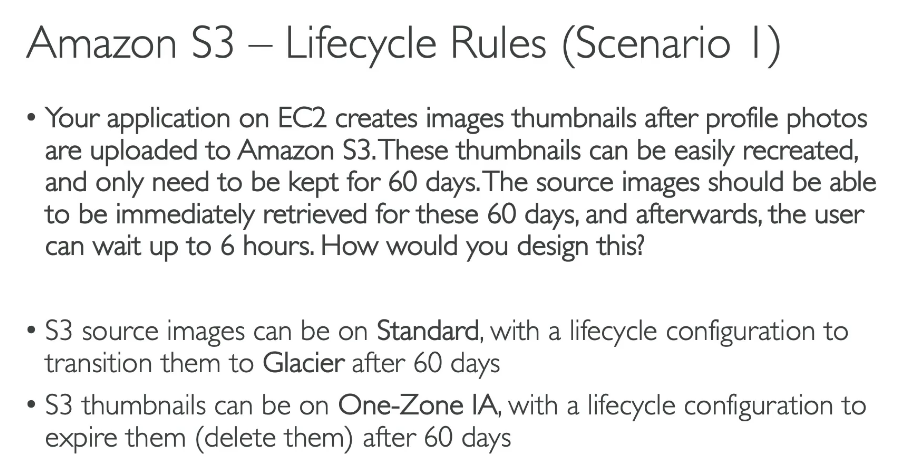 Amazon S3 – Lifecycle Rules (Scenario 1)
• Your application on EC2 creates images thumbnails after profile photos
are uploaded to Amazon S3. These thumbnails can be easily recreated,
and only need to be kept for 60 days. The source images should be able
to be immediately retrieved for these 60 days, and afterwards, the user
can wait up to 6 hours. How would you design this?
• S3 source images can be on Standard, with a lifecycle configuration to
transition them to Glacier after 60 days
• S3 thumbnails can be on One-Zone IA, with a lifecycle configuration to
expire them (delete them) after 60 days